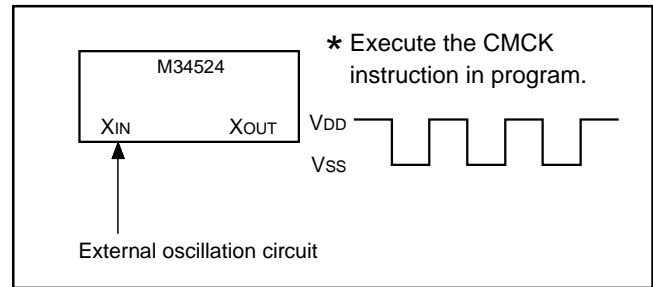 * Execute the CMCK
instruction in program.
M34524
XIN XOUT
VDD
VSS
External oscillation circuit